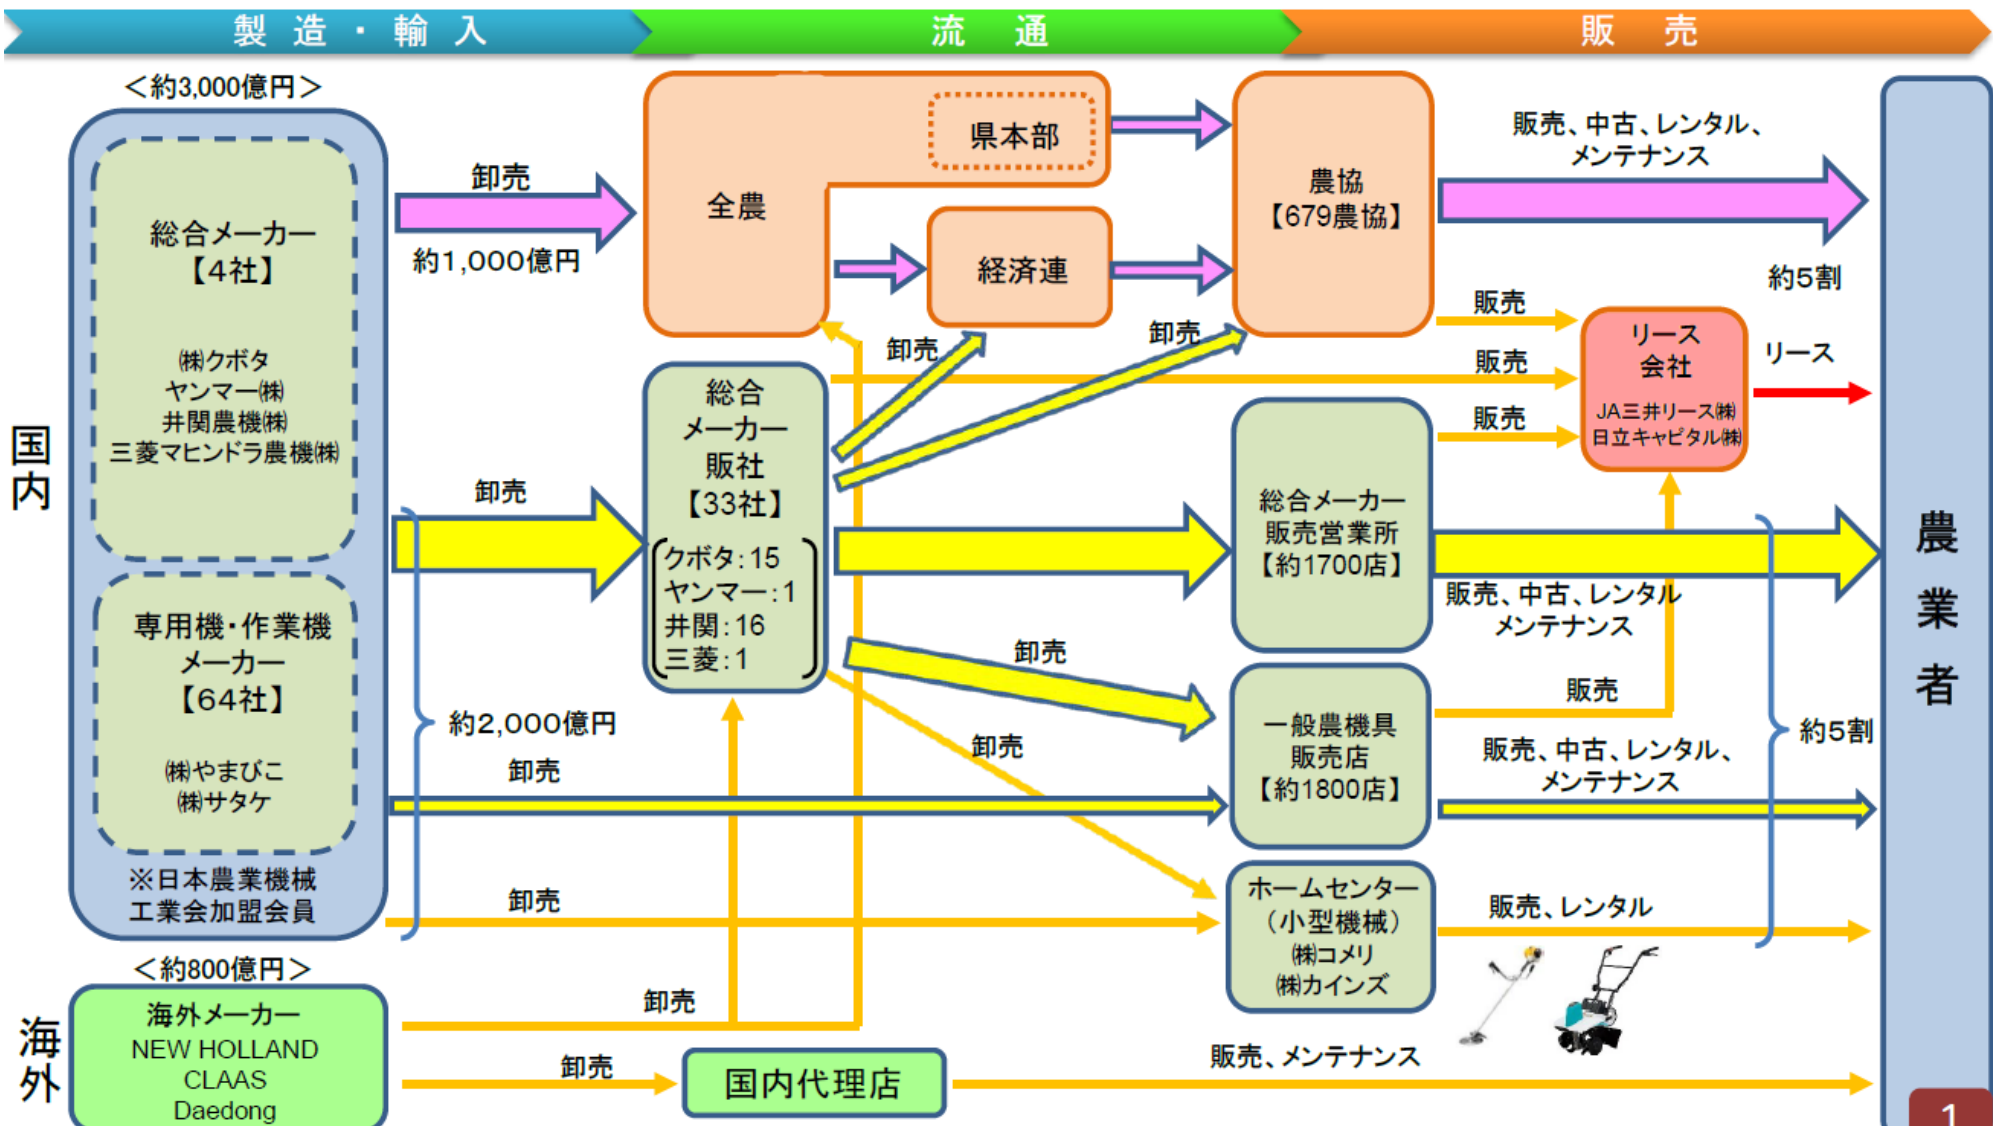 製造・輸入
流通
販売
<約3,000億円>
国内
総合メーカー
【4社】
㈱クボタ
ヤンマー㈱
井関農機㈱
三菱マヒンドラ農機㈱
専用機・作業機
メーカー
【64社】
㈱やまびこ
㈱サタケ
※日本農業機械
工業会加盟会員
<約800億円>
海外
海外メーカー
NEW HOLLAND
CLAAS
Daedong
卸売
約1,000億円
卸売
約2,000億円
卸売
卸売
卸売
卸売
全農
県本部
経済連
総合
メーカー
販社
【33社】
クボタ:15
ヤンマー:1
井関:16
三菱:1
卸売
卸売
卸売
卸売
国内代理店
農協
【679農協】
総合メーカー
販売営業所
【約1700店】
一般農機具
販売店
【約1800店】
ホームセンター
(小型機械)
㈱コメリ
㈱カインズ
販売、中古、レンタル、
メンテナンス
約5割
販売
販売
販売
リース
会社
JA三井リース㈱
日立キャピタル㈱
リース
販売、中古、レンタル
メンテナンス
販売
販売、中古、レンタル、
メンテナンス
約5割
販売、レンタル
販売、メンテナンス
農業者
1